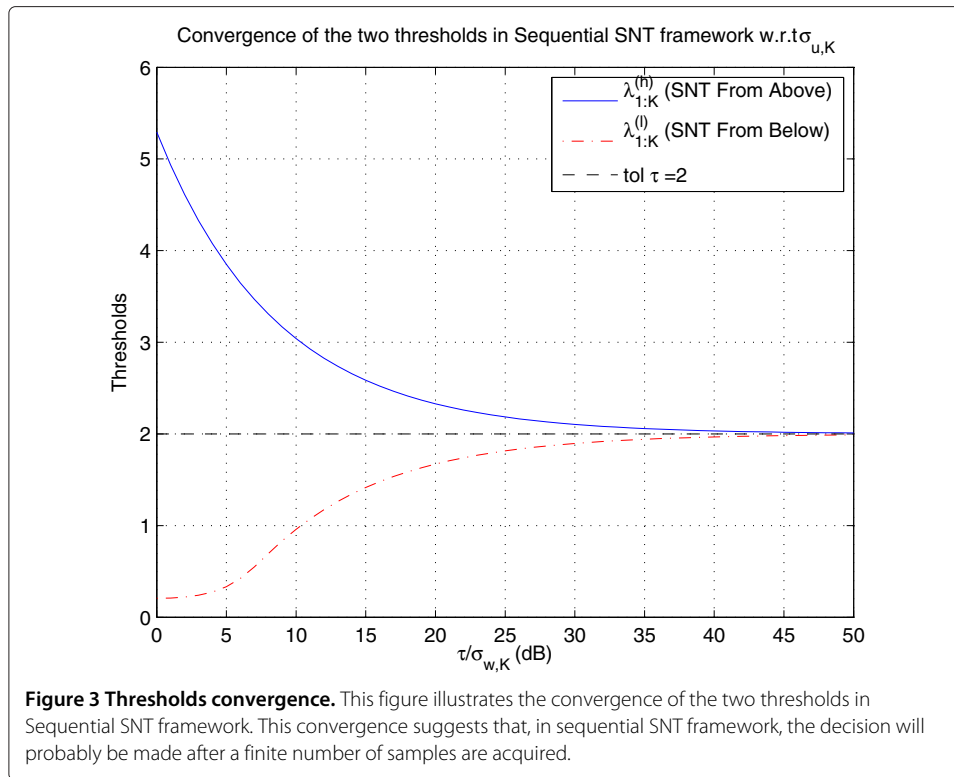 Convergence of the two thresholds in Sequential SNT framework w.r.tσu,K
6
5
4
3
2
1
0
Thresholds
λ1:K(h) (SNT From Above)
λ1:K(l) (SNT From Below)
tol τ =2
0 5 10 15 20 25 30 35 40 45 50
τ/σw,K (dB)
Figure 3 Thresholds convergence. This figure illustrates the convergence of the two thresholds in
Sequential SNT framework. This convergence suggests that, in sequential SNT framework, the decision will
probably be made after a finite number of samples are acquired.